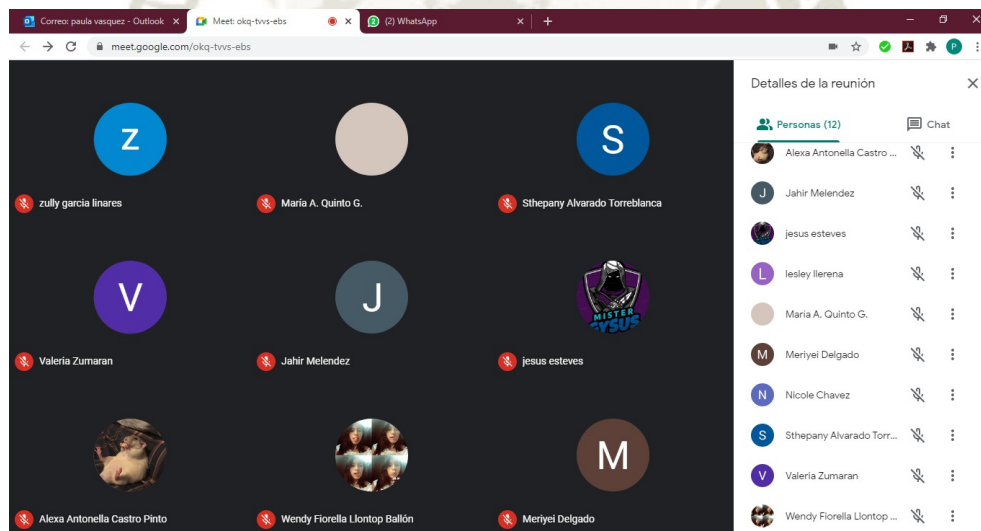 Correo: paula vasquez - Outlook
Meet: okq-tvvs-ebs
(2) WhatsApp
meet.google.com/okq-tvvs-ebs
P
Z
zully garcia linares
María A. Quinto G.
S
Sthepany Alvarado Torreblanca
V
Valeria Zumaran
J
Jahir Melendez
MISTER
SYSUS
jesus esteves
Alexa Antonella Castro Pinto
Wendy Fiorella Llontop Ballón
M
Meriyei Delgado
Detalles de la reunión
Personas (12)
Chat
Alexa Antonella Castro ...
J Jahir Melendez
jesus esteves
L lesley llerena
María A. Quinto G.
M Meriyei Delgado
N Nicole Chavez
S Sthepany Alvarado Torr...
V Valeria Zumaran
Wendy Fiorella Llontop ...